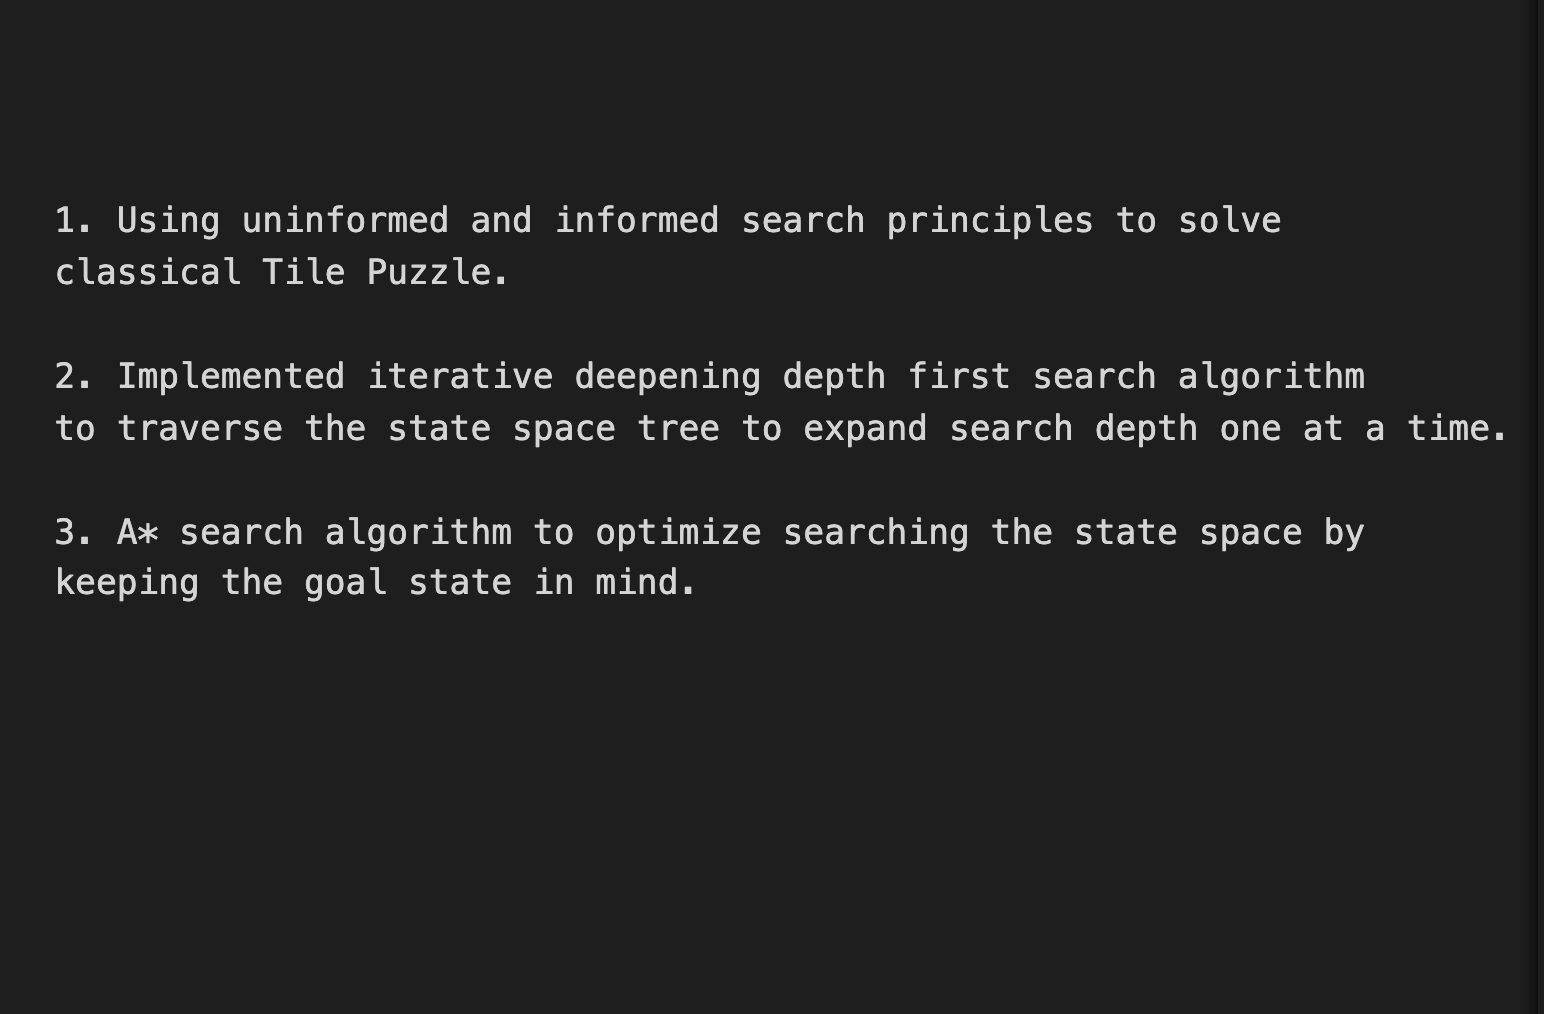 1. Using uninformed and informed search principles to solve
classical Tile Puzzle.
2. Implemented iterative deepening depth first search algorithm
to traverse the state space tree to expand search depth one at a time.
3. A* search algorithm to optimize searching the state space by
keeping the goal state in mind.